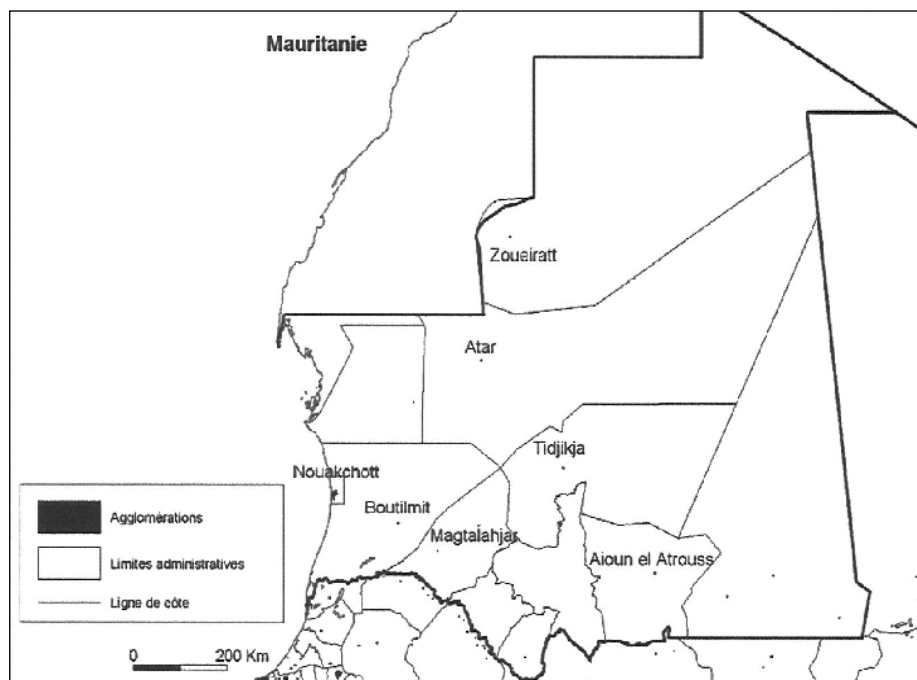 Mauritanie
Zoueiratt
Atar
Tidjikja
Nouakchott
Boutilmit
Magtalahjar
Aioun el Atrouss
Agglomérations
Limites administratives
Ligne de côte
0 200 Km